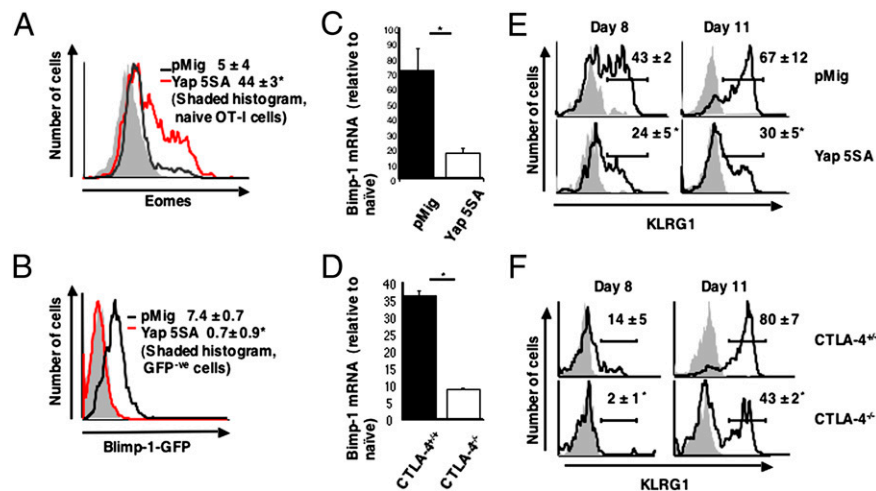 A
Number of cells
pMig 5 ± 4
Yap 5SA 44 ±3*
(Shaded histogram,
naive OT-I cells)
Eomes
B
Number of cells
pMig 7.4 ± 0.7
Yap 5SA 0.7±0.9*
(Shaded histogram,
GFP-ve cells)
Blimp-1-GFP
C
Bimp-1 mRNA (relative to
naïve)
100
90
80
70
60
50
40
30
20
10
0
*
pMig
Yap 5SA
D
Bimp-1 mRNA (relative to
naïve)
40
35
30
25
20
15
10
5
0
*
CTLA-4+/+
CTLA-4-/-
E
Day 8
Day 11
Number of cells
43 ± 2
67 ± 12
pMig
24 ± 5*
30 ± 5*
Yap 5SA
KLRG1
F
Day 8
Day 11
Number of cells
14 ± 5
80 ± 7
CTLA-4+/-
2 ± 1*
43 ± 2*
CTLA-4-/-
KLRG1